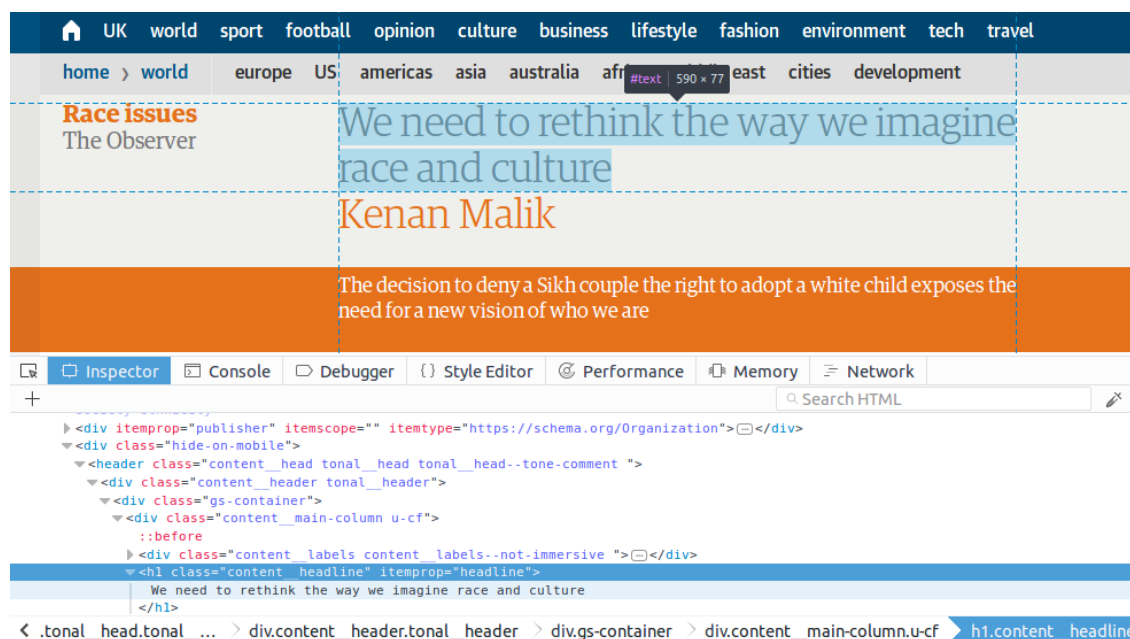 UK world sport football opinion culture business lifestyle fashion environment tech travel
home › world europe US americas asia australia east cities development
#text 590 × 77
Race issues
The Observer
We need to rethink the way we imagine
race and culture
Kenan Malik
The decision to deny a Sikh couple the right to adopt a white child exposes the
need for a new vision of who we are
Inspector Console Debugger {} Style Editor Performance Memory Network
+ Search HTML
<div itemprop="publisher" itemscope="" itemtype="https://schema.org/Organization"></div>
<div class="hide-on-mobile">
<header class="content__head tonal__head tonal__head--tone-comment ">
<div class="content__header tonal__header">
<div class="gs-container">
<div class="content__main-column u-cf">
::before
<div class="content__labels content__labels--not-immersive "></div>
<h1 class="content__headline" itemprop="headline">
We need to rethink the way we imagine race and culture
</h1>
.tonal__head.tonal__... > div.content__header.tonal__header > div.gs-container > div.content__main-column.u-cf > h1.content__headline